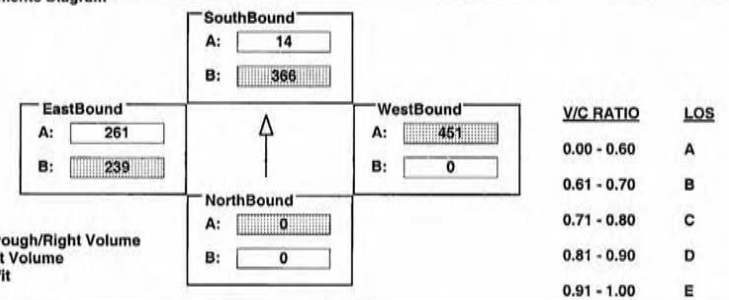 Diagram
SouthBound
A: 14
B: 366
EastBound
A: 261
B: 239
WestBound
A: 451
B: 0
NorthBound
A: 0
B: 0
V/C RATIO LOS
0.00 - 0.60 A
0.61 - 0.70 B
0.71 - 0.80 C
0.81 - 0.90 D
0.91 - 1.00 E
rough/Right Volume
t Volume
it